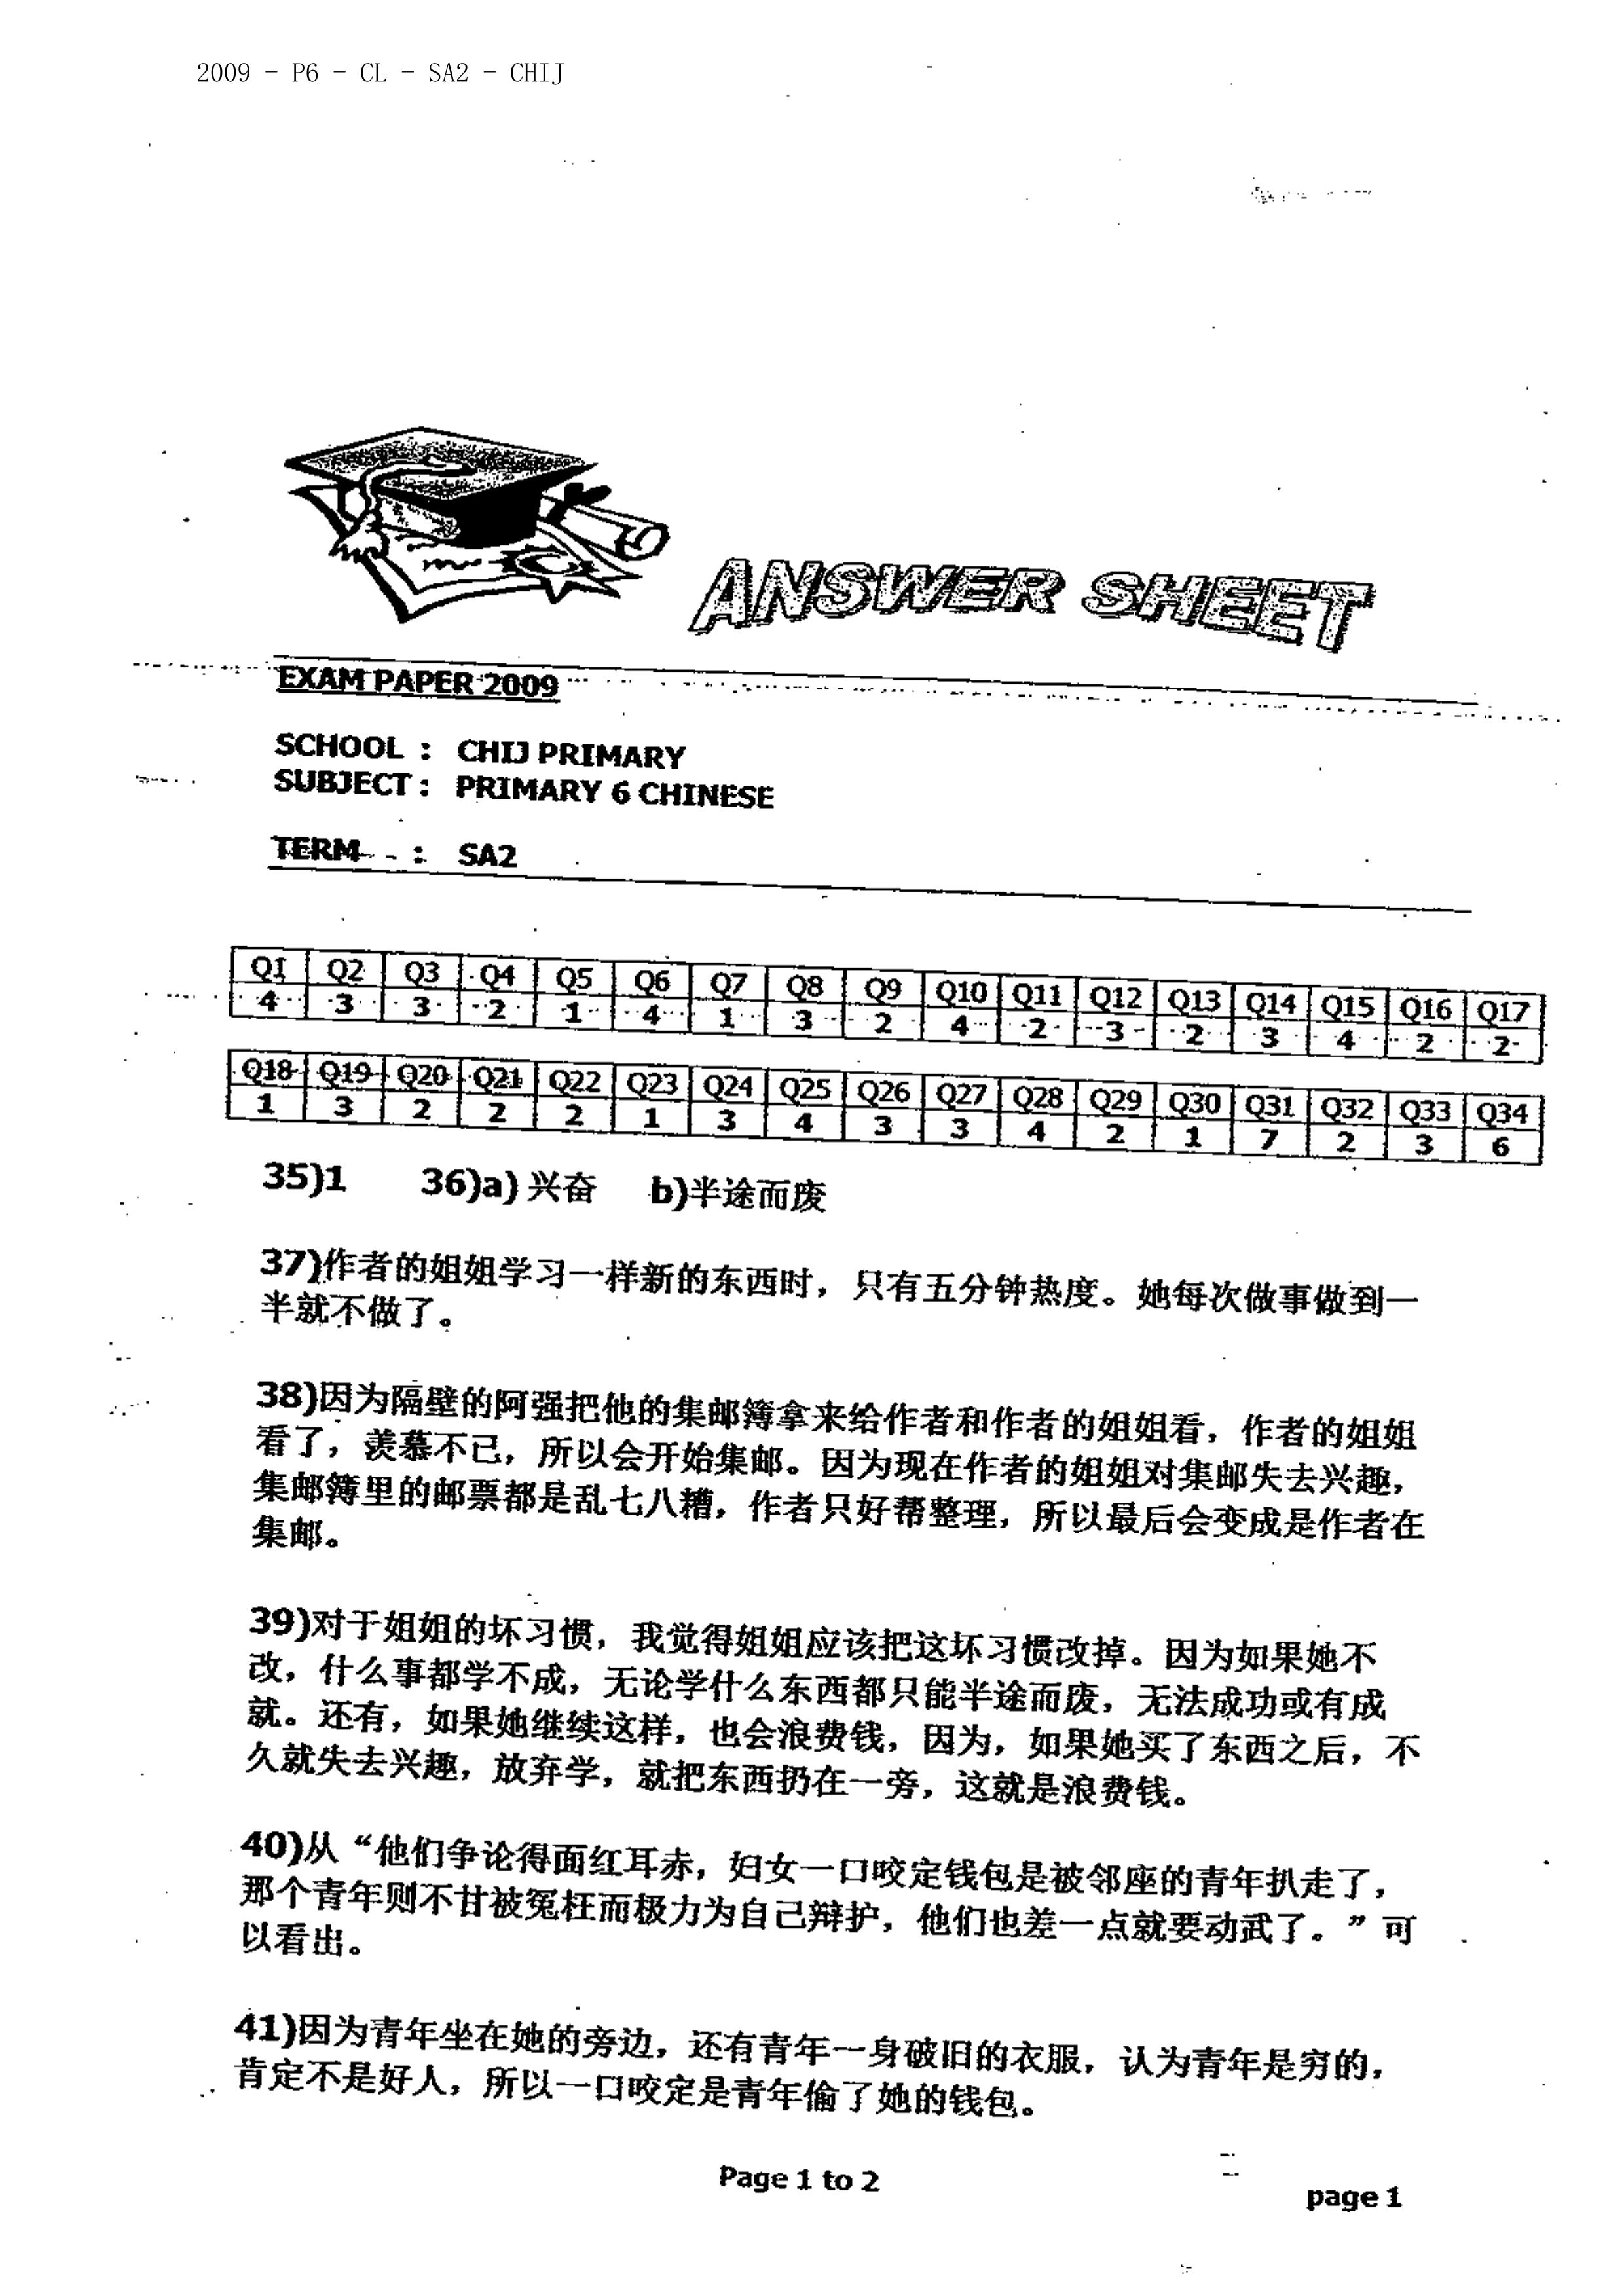 2009 - P6 - CL - SA2 - CHIJ
ANSWER SHEET
EXAM PAPER 2009
SCHOOL : CHIJ PRIMARY
SUBJECT : PRIMARY 6 CHINESE
TERM : SA2
Q1 Q2 Q3 Q4 Q5 Q6 Q7 Q8 Q9 Q10 Q11 Q12 Q13 Q14 Q15 Q16 Q17
4 3 3 2 1 4 1 3 2 4 2 3 2 3 4 2 2
Q18 Q19 Q20 Q21 Q22 Q23 Q24 Q25 Q26 Q27 Q28 Q29 Q30 Q31 Q32 Q33 Q34
1 3 2 2 2 1 3 4 3 3 4 2 1 7 2 3 6
35)1 36)a) 兴奋 b)半途而废
37)作者的姐姐学习一样新的东西时，只有五分钟热度。她每次做事做到一
半就不做了。
38)因为隔壁的阿强把他的集邮簿拿来给作者和作者的姐姐看，作者的姐姐
看了，羡慕不已，所以会开始集邮。因为现在作者的姐姐对集邮失去兴趣，
集邮簿里的邮票都是乱七八糟，作者只好帮整理，所以最后会变成是作者在
集邮。
39)对于姐姐的坏习惯，我觉得姐姐应该把这坏习惯改掉。因为如果她不
改，什么事都学不成，无论学什么东西都只能半途而废，无法成功或有成
就。还有，如果她继续这样，也会浪费钱，因为，如果她买了东西之后，不
久就失去兴趣，放弃学，就把东西扔在一旁，这就是浪费钱。
40)从“他们争论得面红耳赤，妇女一口咬定钱包是被邻座的青年扒走了，
那个青年则不甘被冤枉而极力为自己辩护，他们也差一点就要动武了。”可
以看出。
41)因为青年坐在她的旁边，还有青年一身破旧的衣服，认为青年是穷的，
肯定不是好人，所以一口咬定是青年偷了她的钱包。
Page 1 to 2
page 1